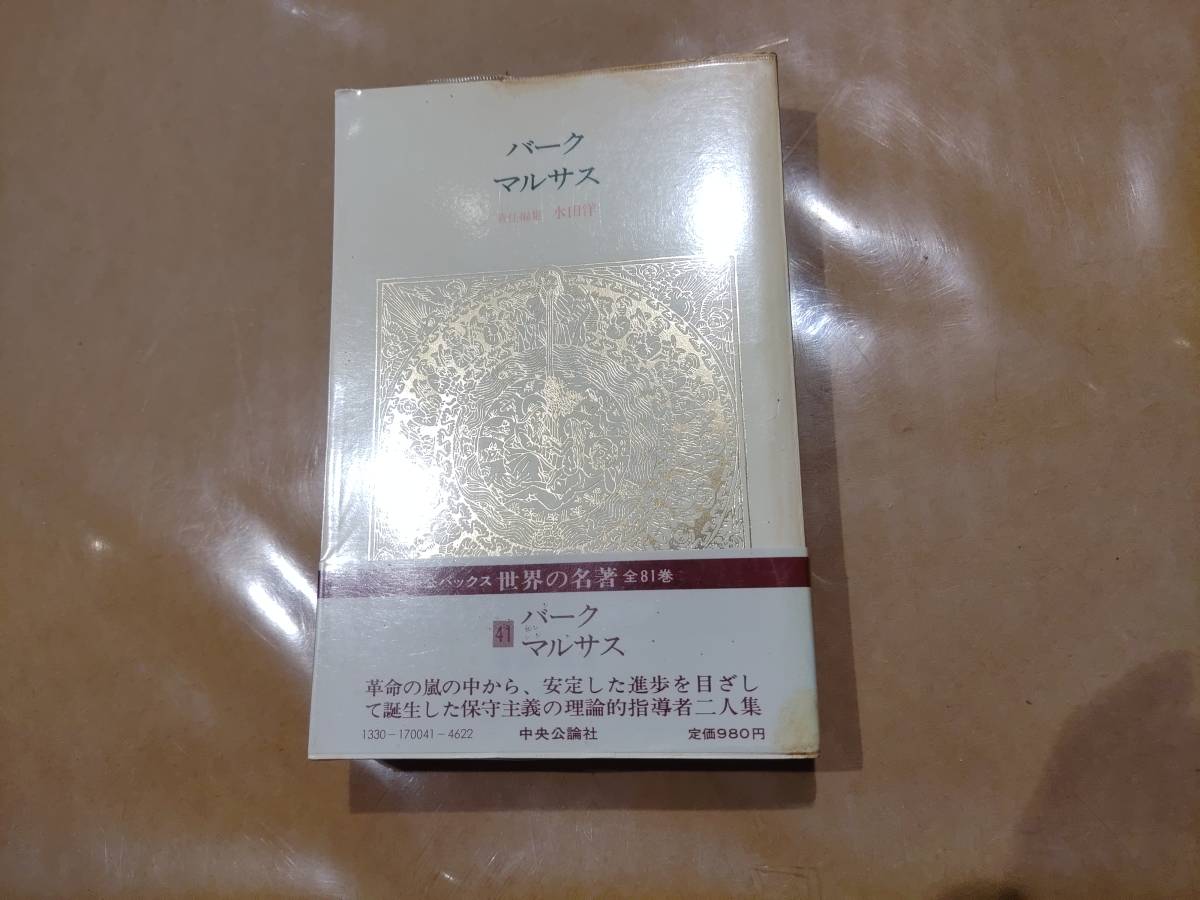 バーク
マルサス
責任編集 水田洋
バックス 世界の名著 全81巻
41 バーク
マルサス
革命の嵐の中から、安定した進歩を目ざし
て誕生した保守主義の理論的指導者二人集
1330-170041-4622 中央公論社 定価980円